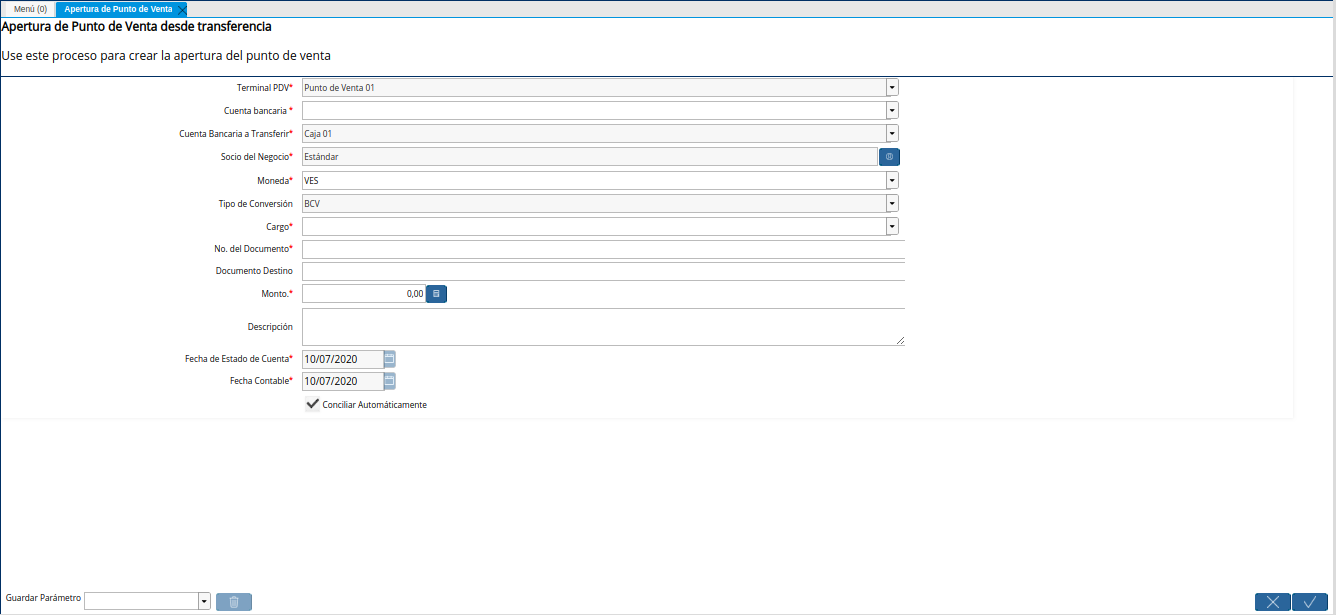 Menú (0) Apertura de Punto de Venta
Apertura de Punto de Venta desde transferencia
Use este proceso para crear la apertura del punto de venta
Terminal PDV* Punto de Venta 01
Cuenta bancaria *
Cuenta Bancaria a Transferir* Caja 01
Socio del Negocio* Estándar
Moneda* VES
Tipo de Conversión BCV
Cargo*
No. del Documento*
Documento Destino
Monto.* 0,00
Descripción
Fecha de Estado de Cuenta* 10/07/2020
Fecha Contable* 10/07/2020
Conciliar Automáticamente
Guardar Parámetro